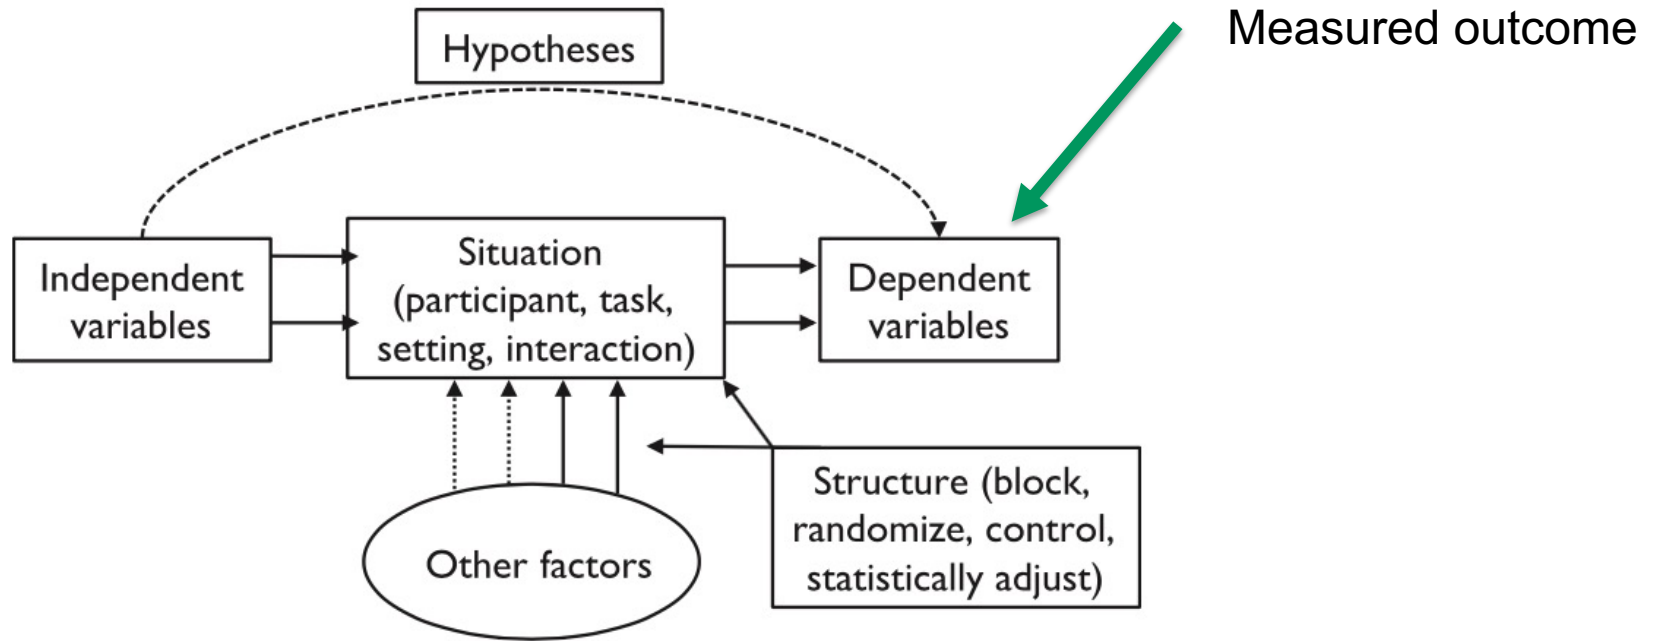 Hypotheses
Measured outcome
Independent
variables
Situation
(participant, task,
setting, interaction)
Dependent
variables
Other factors
Structure (block,
randomize, control,
statistically adjust)